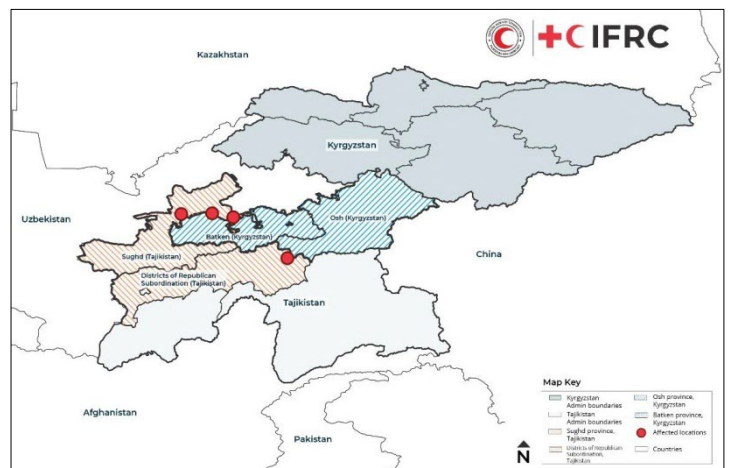 IFRC
Kazakhstan
Kyrgyzstan
Uzbekistan
Osh (Kyrgyzstan)
Batken (Kyrgyzstan)
Sughd (Tajikistan)
China
Districts of Republican
Subordination (Tajikistan)
Tajikistan
Afghanistan
Pakistan
N
Map Key
Kyrgyzstan
Admin boundaries
Tajikistan
Admin boundaries
Sughd province,
Tajikistan
Districts of Republican
Subordination,
Tajikistan
Osh province,
Kyrgyzstan
Batken province,
Kyrgyzstan
Affected locations
Countries